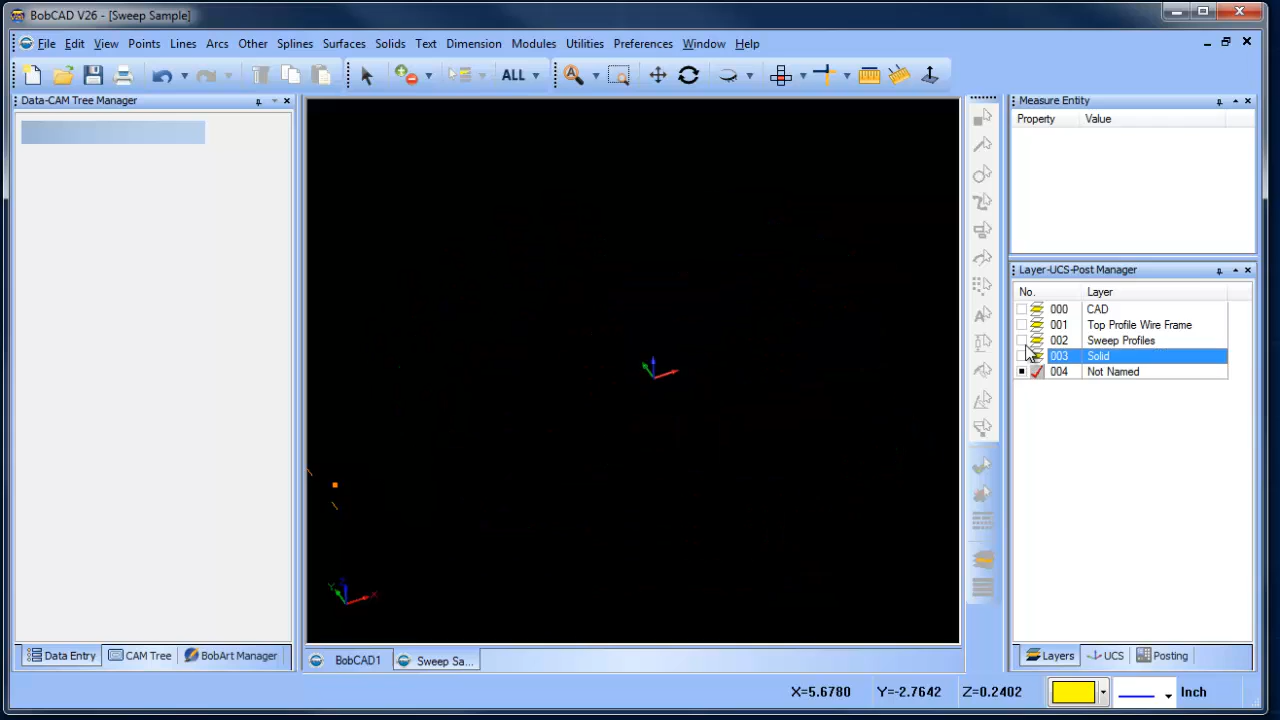 BobCAD V26 - [Sweep Sample]
File Edit View Points Lines Arcs Other Splines Surfaces Solids Text Dimension Modules Utilities Preferences Window Help
ALL
Data-CAM Tree Manager
Measure Entity
Property Value
Layer-UCS-Post Manager
No. Layer
000 CAD
001 Top Profile Wire Frame
002 Sweep Profiles
003 Solid
004 Not Named
Y X
Data Entry CAM Tree BobArt Manager
BobCAD1 Sweep Sa...
Layers UCS Posting
X=5.6780 Y=-2.7642 Z=0.2402 Inch